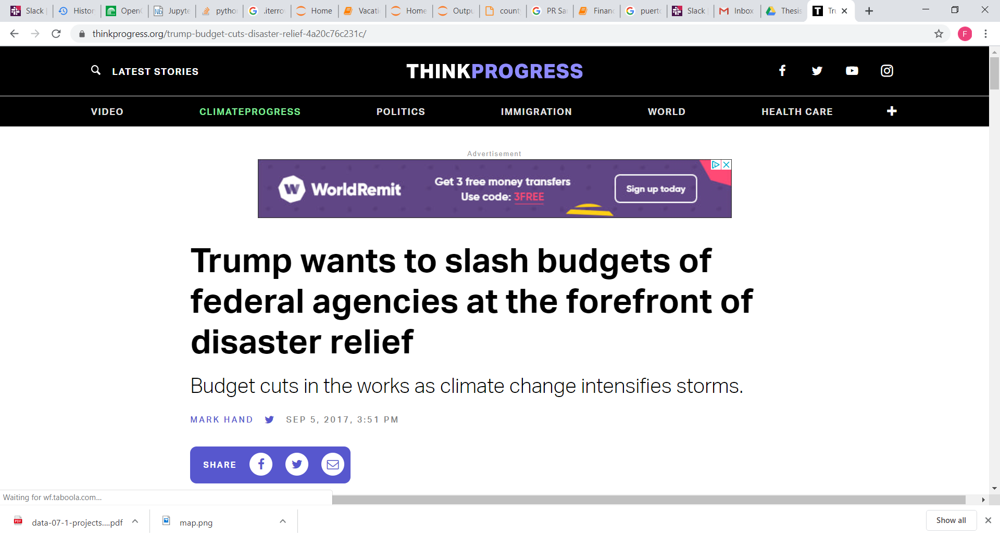 Slack
Histor
Open
Jupyte
pytho
.iterro
Home
Vacati
Home
Outpu
count
PR Sa
Financ
puerto
Slack
Inbox
Thesis
Tru
thinkprogress.org/trump-budget-cuts-disaster-relief-4a20c76c231c/
F
LATEST STORIES
THINKPROGRESS
VIDEO
CLIMATEPROGRESS
POLITICS
IMMIGRATION
WORLD
HEALTH CARE
Advertisement
W WorldRemit
Get 3 free money transfers
Use code: 3FREE
Sign up today
Trump wants to slash budgets of
federal agencies at the forefront of
disaster relief
Budget cuts in the works as climate change intensifies storms.
MARK HAND SEP 5, 2017, 3:51 PM
SHARE
Waiting for wf.taboola.com...
PDF
data-07-1-projects....pdf
map.png
Show all